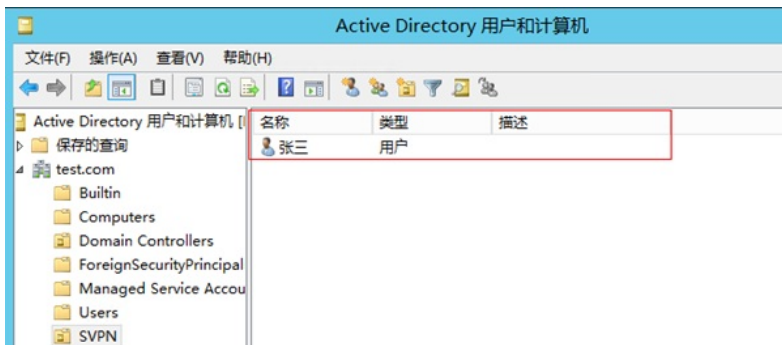 Active Directory 用户和计算机
文件(F) 操作(A) 查看(V) 帮助(H)
Active Directory 用户和计算机 [
名称 类型 描述
保存的查询
张三 用户
test.com
Builtin
Computers
Domain Controllers
ForeignSecurityPrincipal
Managed Service Accou
Users
SVPN